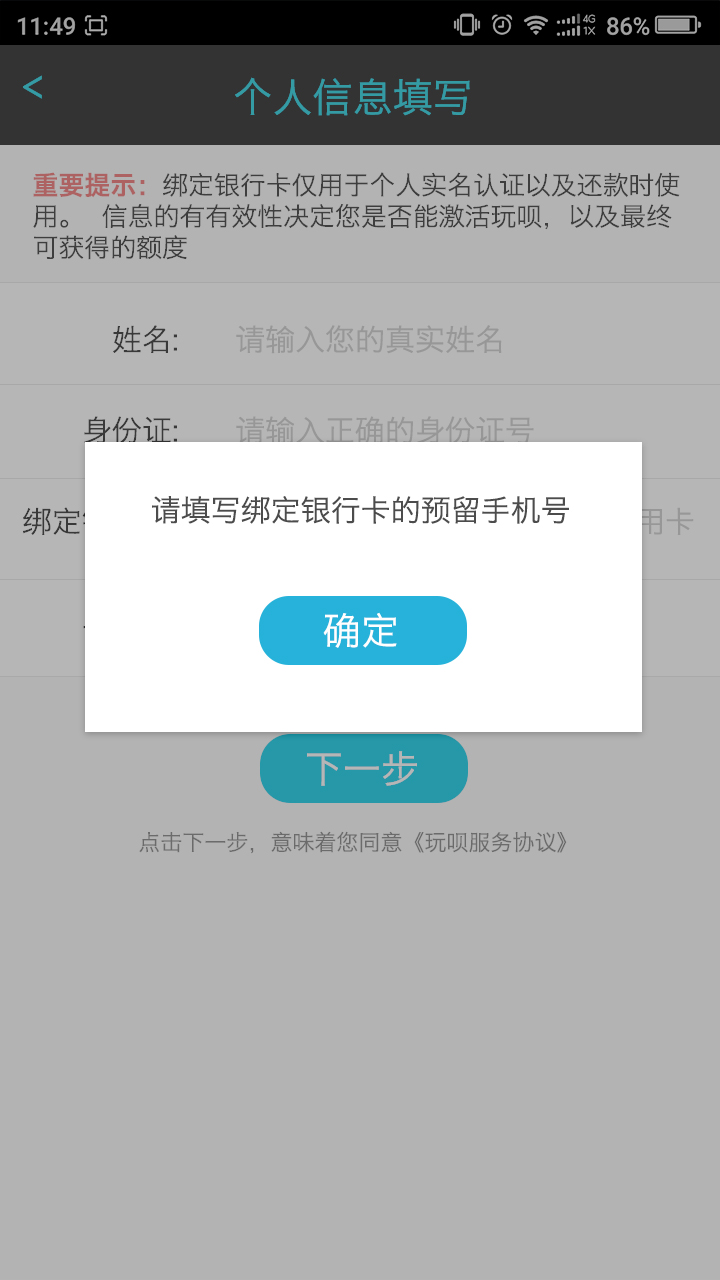 11:49 4G 1X 86%
< 个人信息填写
重要提示：绑定银行卡仅用于个人实名认证以及还款时使
用。 信息的有有效性决定您是否能激活玩呗，以及最终
可获得的额度
姓名: 请输入您的真实姓名
身份证: 请输入正确的身份证号
绑定 用卡
请填写绑定银行卡的预留手机号
确定
下一步
点击下一步，意味着您同意《玩呗服务协议》